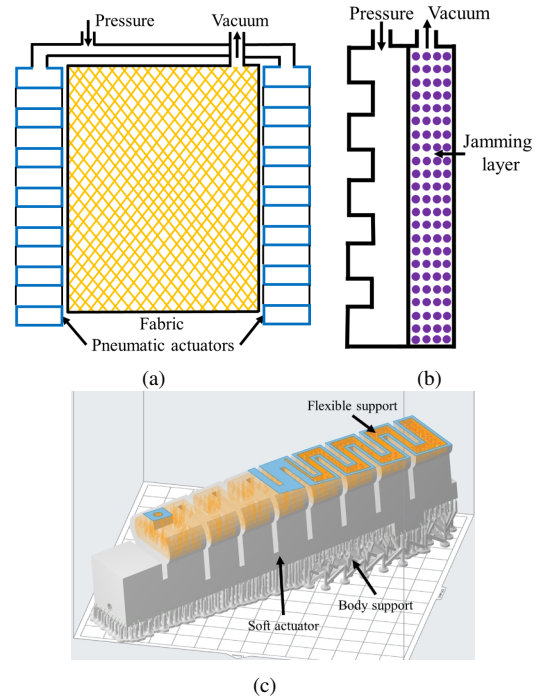 Pressure
Vacuum
Fabric
Pneumatic actuators
(a)
Pressure
Vacuum
Jamming
layer
(b)
Flexible support
Body support
Soft actuator
(c)